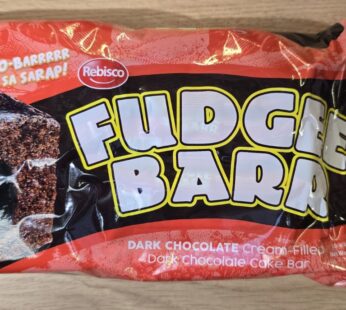 O-BARRRRR
SA SARAP!
Rebisco
FUDGEE
BARR
DARK CHOCOLATE Cream-Filled
Dark Chocolate Cake Bar